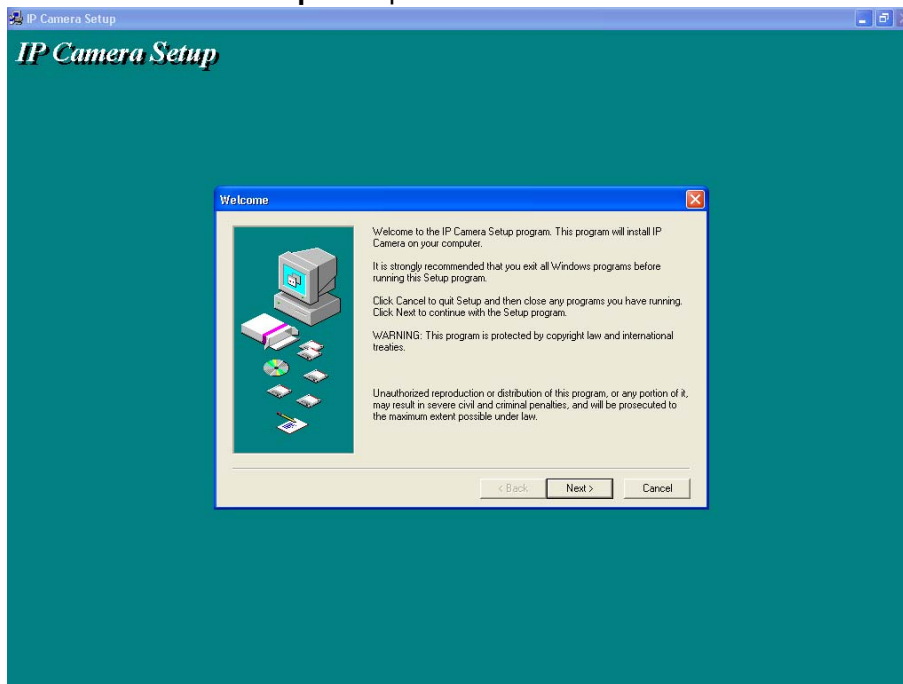 IP Camera Setup
IP Camera Setup
Welcome
Welcome to the IP Camera Setup program. This program will install IP
Camera on your computer.
It is strongly recommended that you exit all Windows programs before
running this Setup program.
Click Cancel to quit Setup and then close any programs you have running.
Click Next to continue with the Setup program.
WARNING: This program is protected by copyright law and international
treaties.
Unauthorized reproduction or distribution of this program, or any portion of it,
may result in severe civil and criminal penalties, and will be prosecuted to
the maximum extent possible under law.
< Back
Next >
Cancel